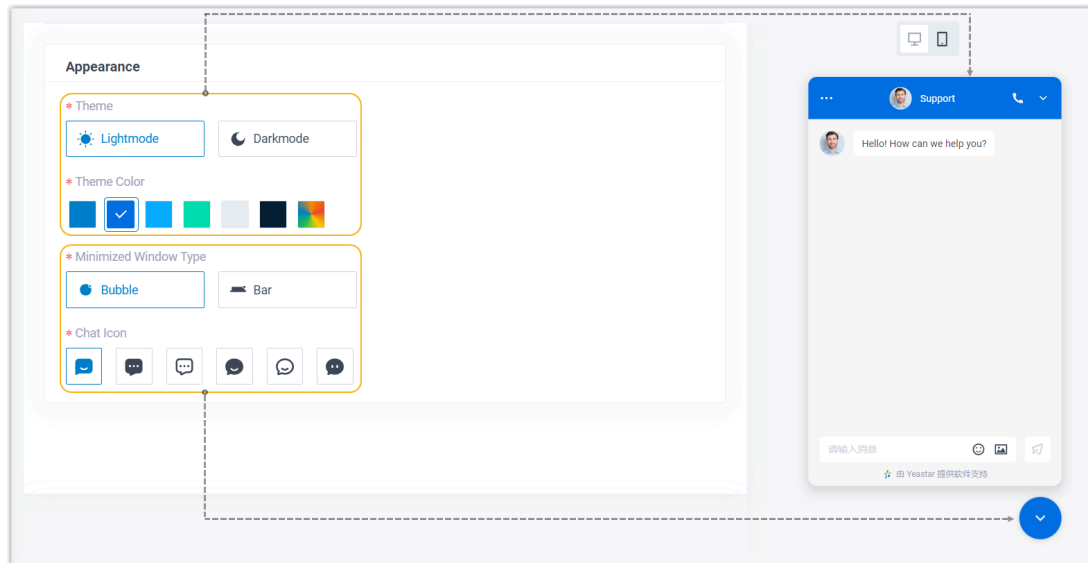 Appearance
* Theme
Lightmode
Darkmode
* Theme Color
* Minimized Window Type
Bubble
Bar
* Chat Icon
Support
Hello! How can we help you?
请输入消息
由 Yeastar 提供软件支持